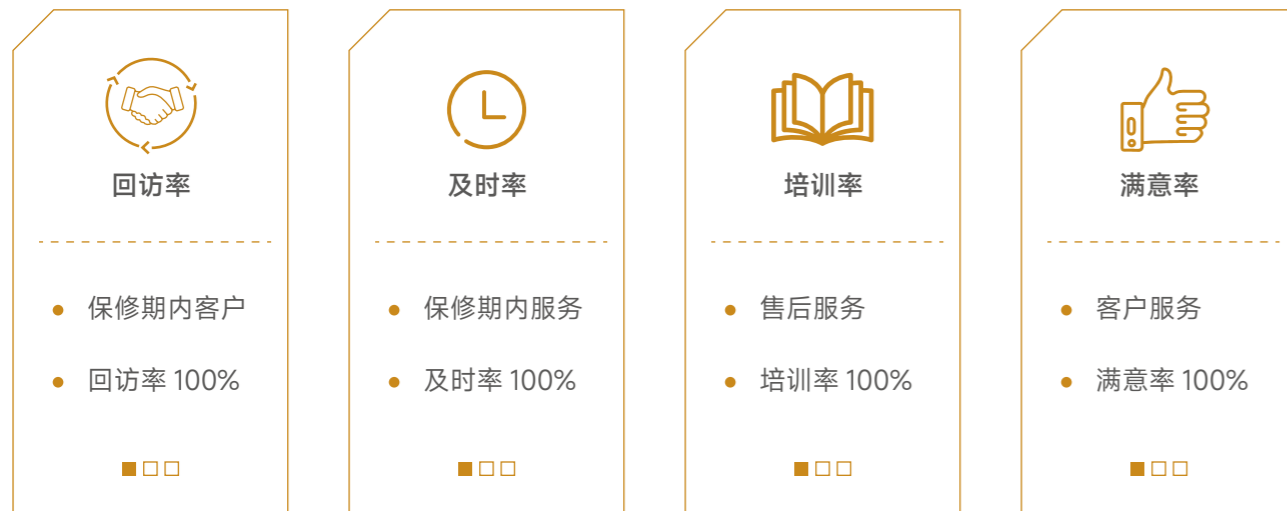 回访率
保修期内客户
回访率 100%
及时率
保修期内服务
及时率 100%
培训率
售后服务
培训率 100%
满意率
客户服务
满意率 100%